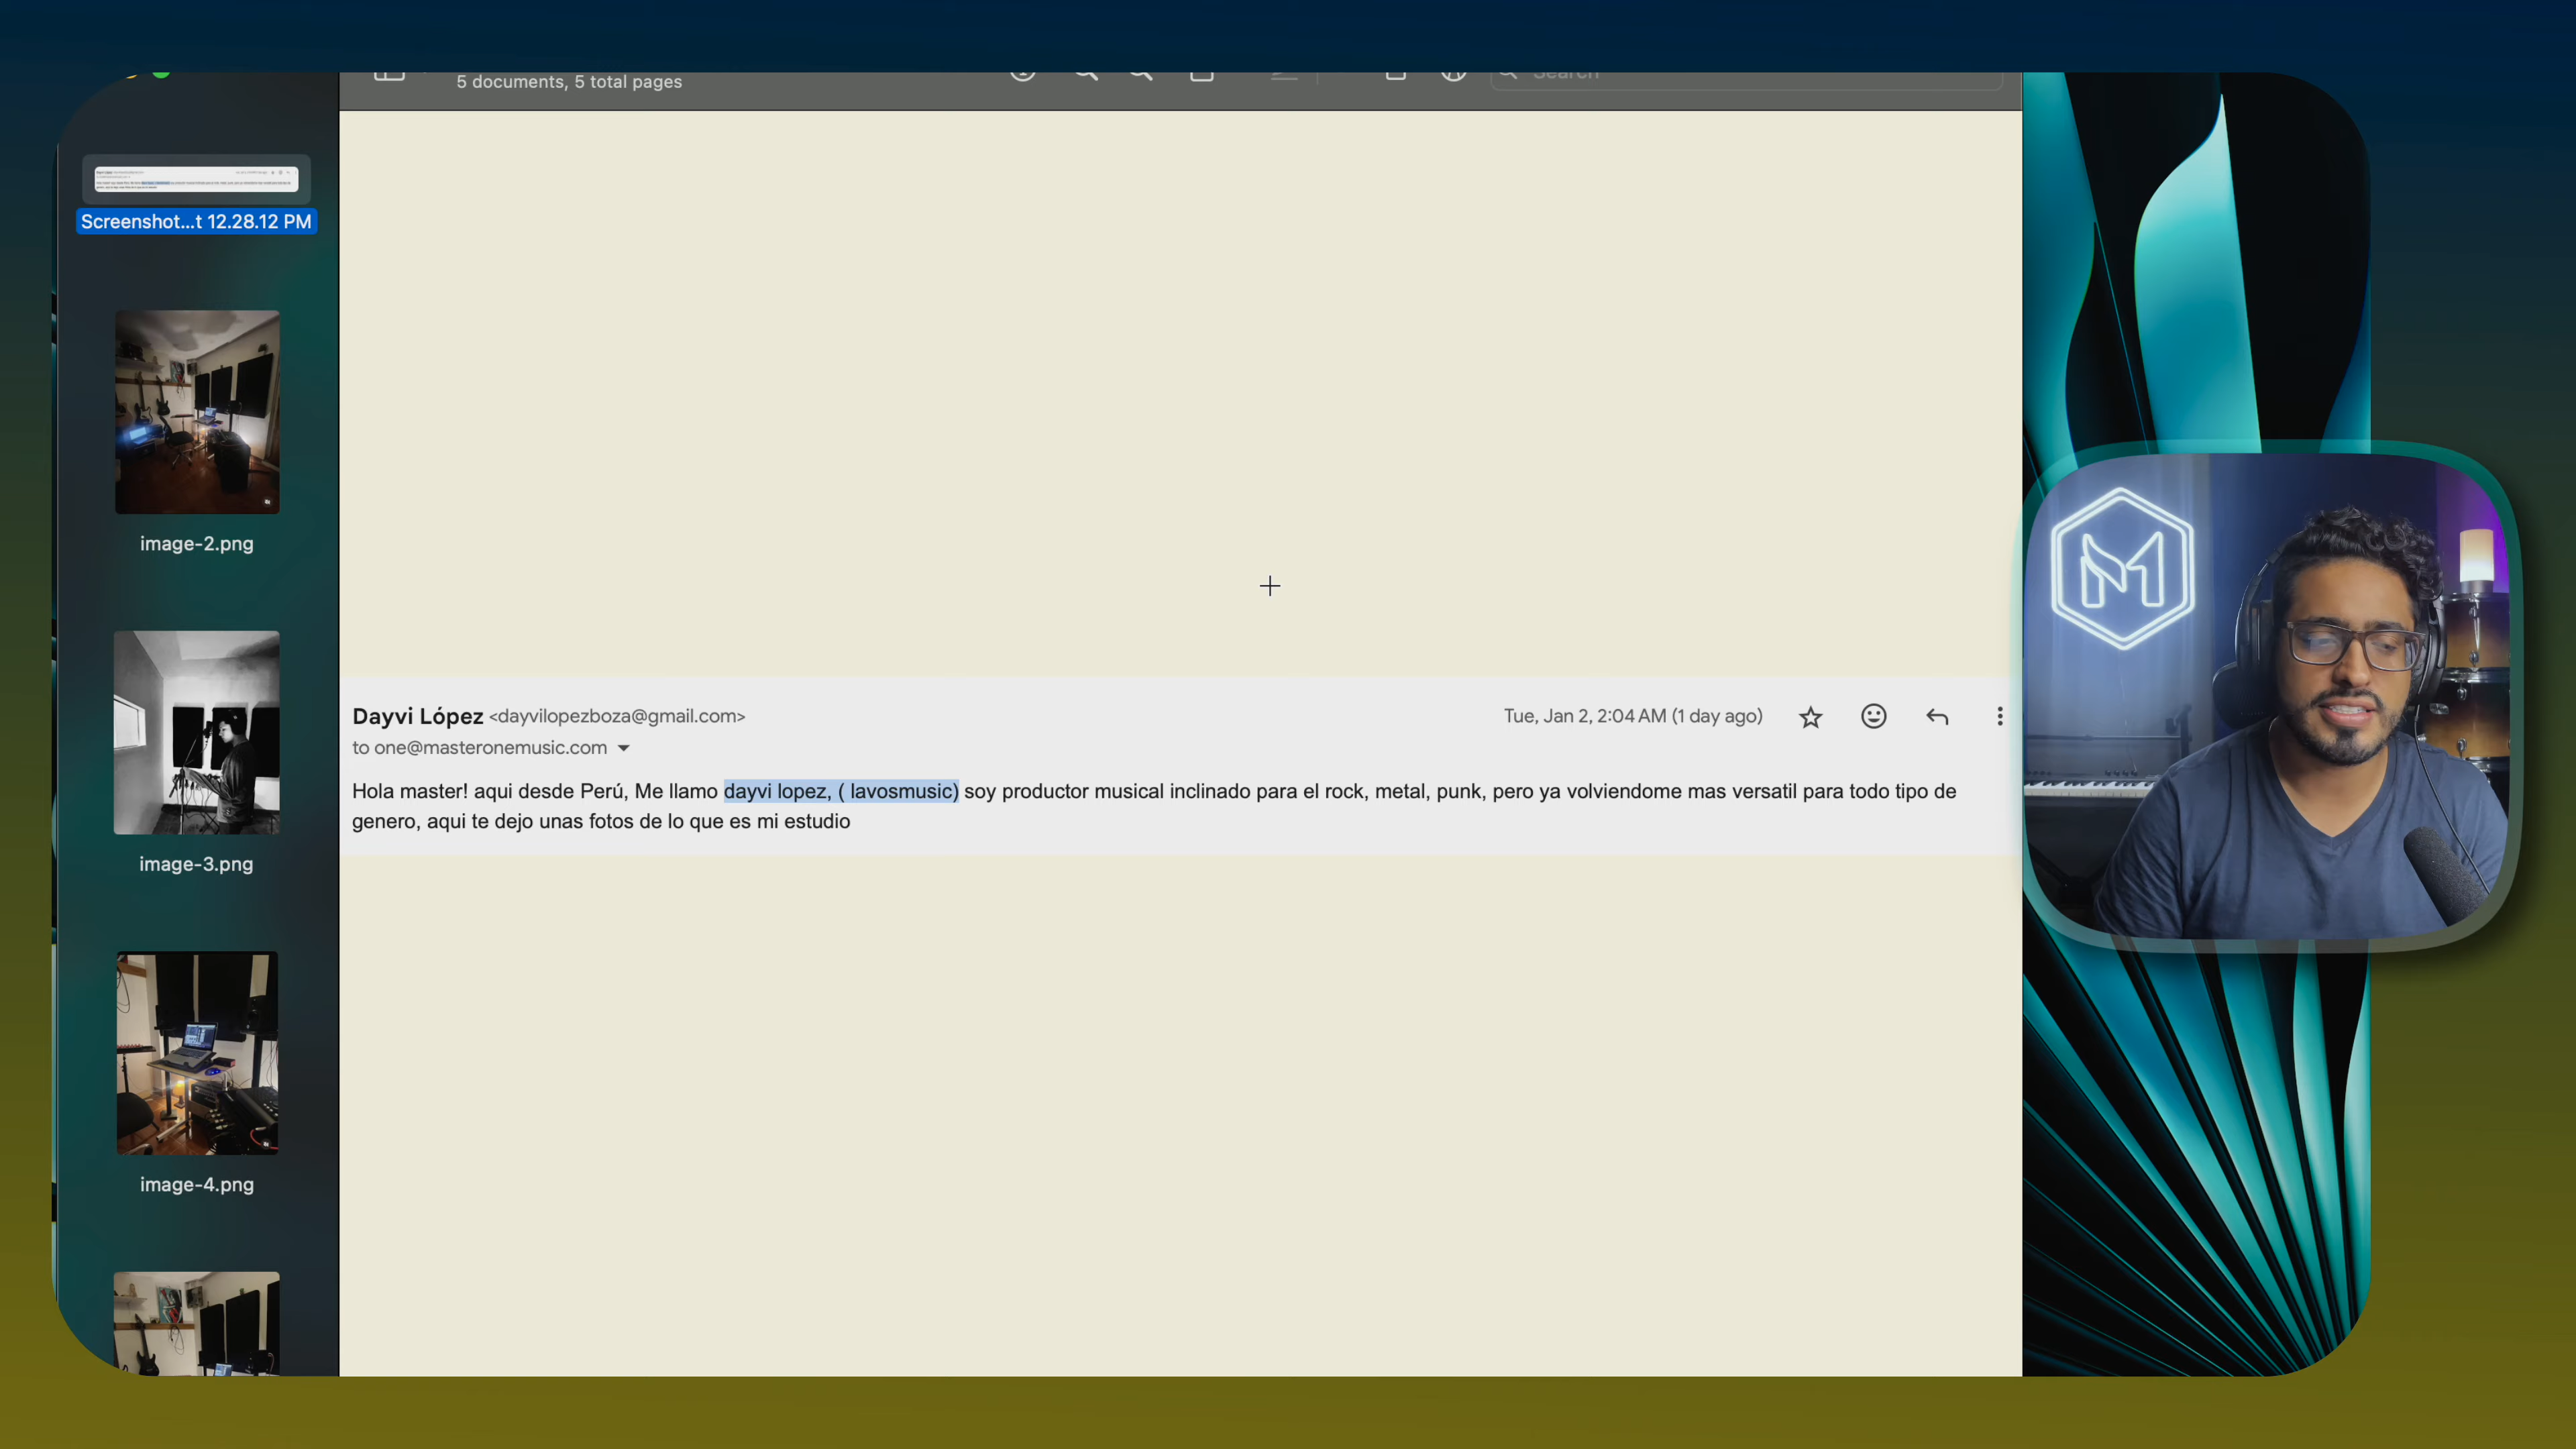 5 documents, 5 total pages
Search
Screenshot...t 12.28.12 PM
image-2.png
image-3.png
image-4.png
Dayvi López <dayvilopezboza@gmail.com>
Tue, Jan 2, 2:04 AM (1 day ago)
to one@masteronemusic.com
Hola master! aqui desde Perú, Me llamo dayvi lopez, ( lavosmusic) soy productor musical inclinado para el rock, metal, punk, pero ya volviendome mas versatil para todo tipo de
genero, aqui te dejo unas fotos de lo que es mi estudio
M